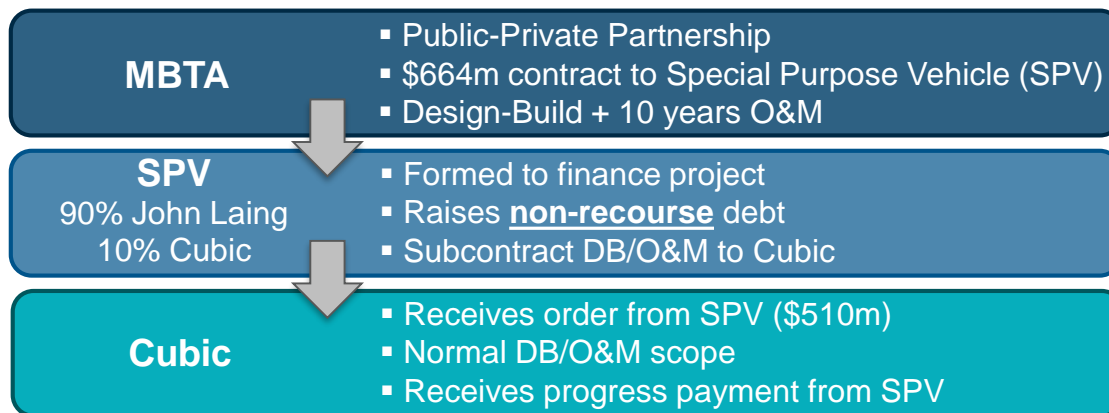 MBTA
▪ Public-Private Partnership
▪ $664m contract to Special Purpose Vehicle (SPV)
▪ Design-Build + 10 years O&M
SPV
90% John Laing
10% Cubic
▪ Formed to finance project
▪ Raises non-recourse debt
▪ Subcontract DB/O&M to Cubic
Cubic
▪ Receives order from SPV ($510m)
▪ Normal DB/O&M scope
▪ Receives progress payment from SPV